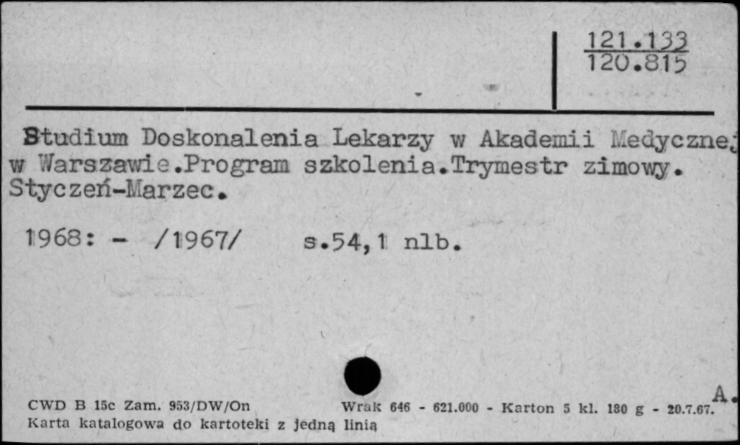 121.133
120.815
Studium Doskonalenia Lekarzy w Akademii Medycznej
w Warszawie.Program szkolenia.Trymestr zimowy.
Styczeń-Marzec.
1968: - /1967/ s.54,1 nlb.
A.
CWD B 15c Zam. 953/DW/On Wrak 646 - 621.000 - Karton 5 kl. 180 g - 20.7.67.
Karta katalogowa do kartoteki z jedną linią